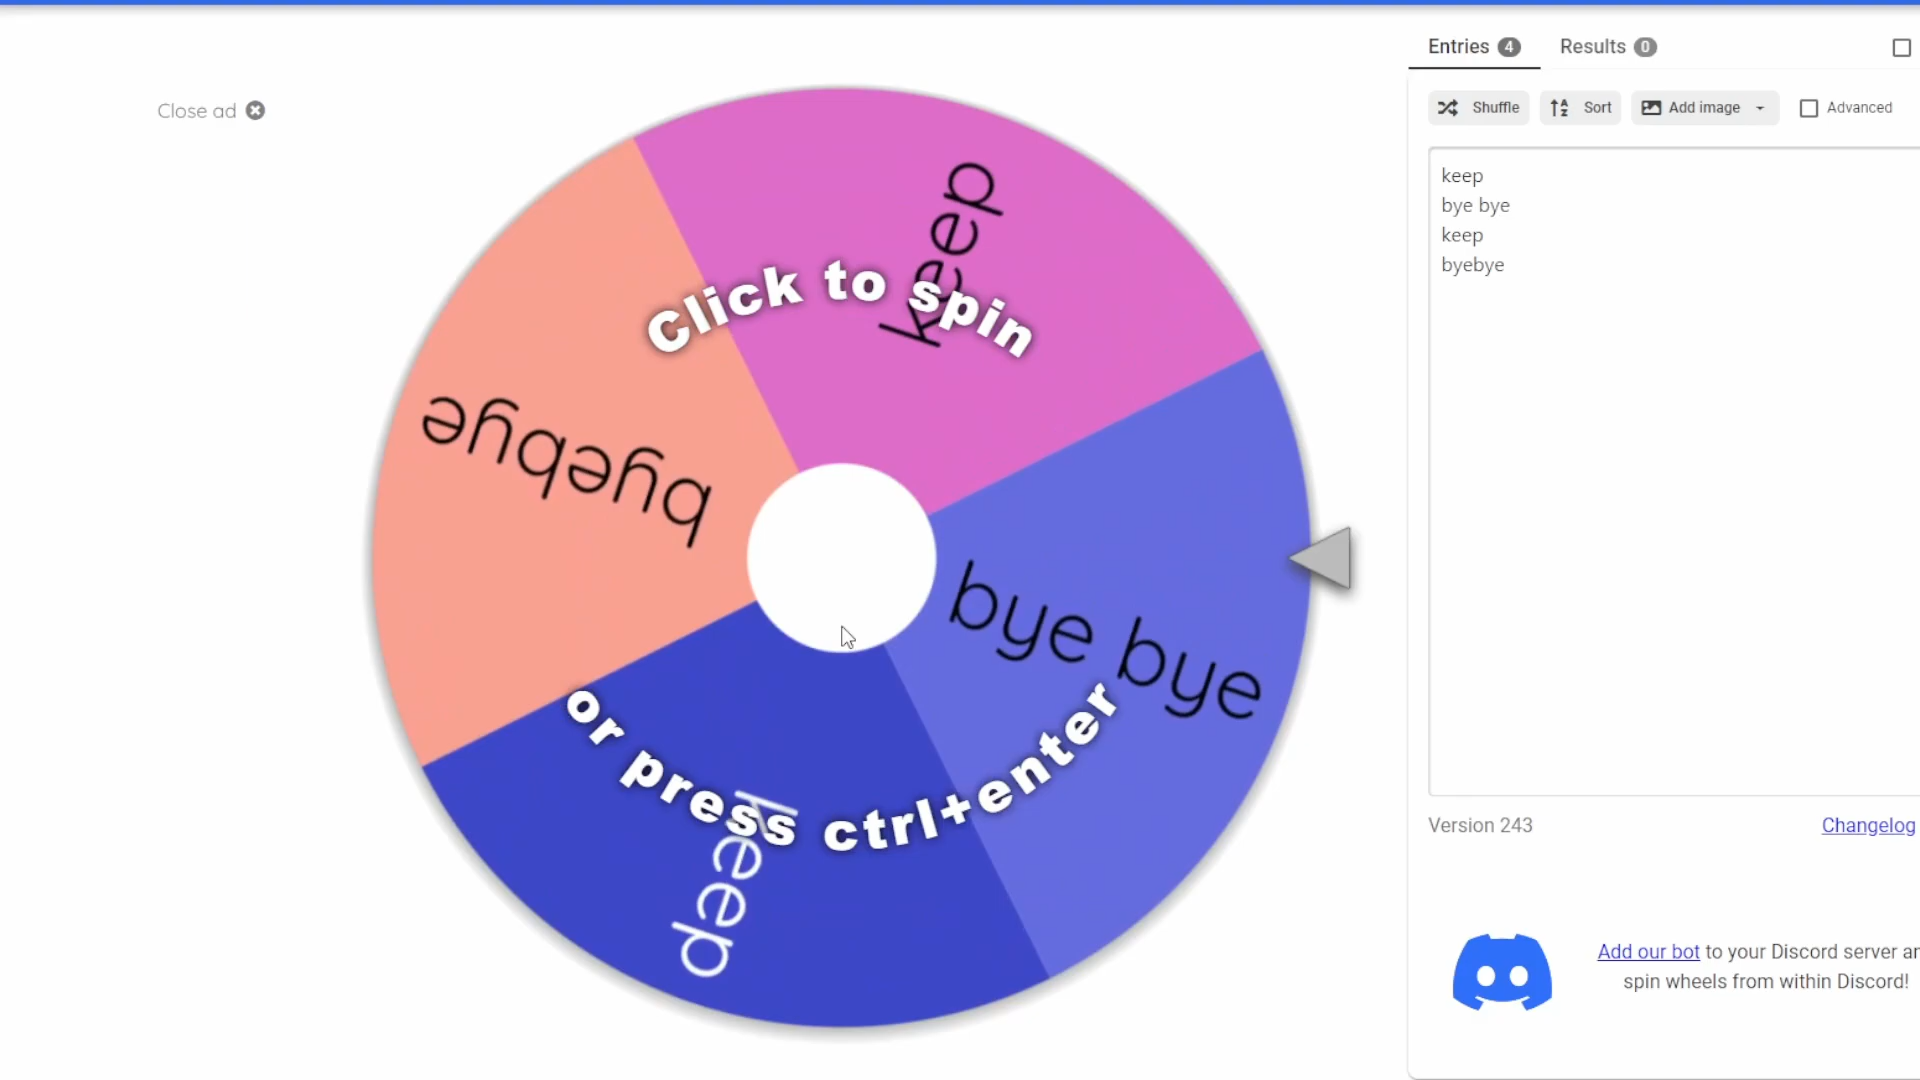 Entries 4
Results 0
Close ad
Shuffle
Sort
Add image
Advanced
keep
bye bye
keep
byebye
Click to spin
keep
byebye
bye bye
or press ctrl+enter
keep
Version 243
Changelog
Add our bot to your Discord server an
spin wheels from within Discord!